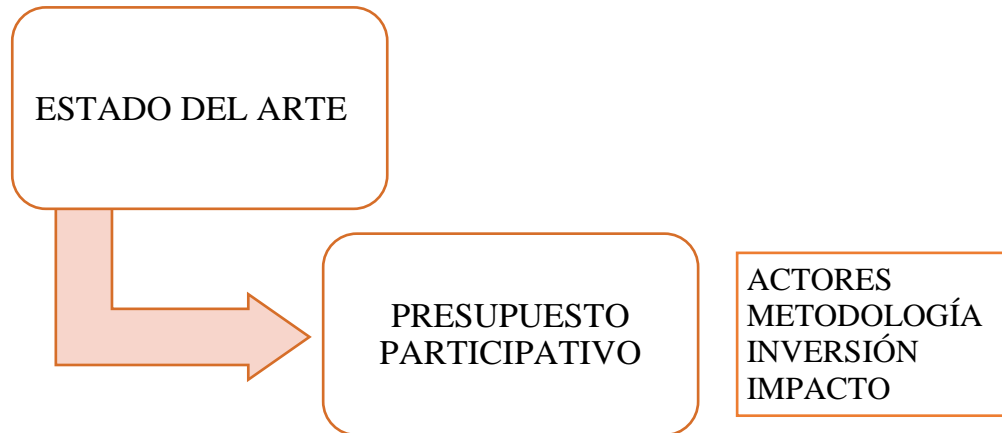 ESTADO DEL ARTE
PRESUPUESTO
PARTICIPATIVO
ACTORES
METODOLOGÍA
INVERSIÓN
IMPACTO